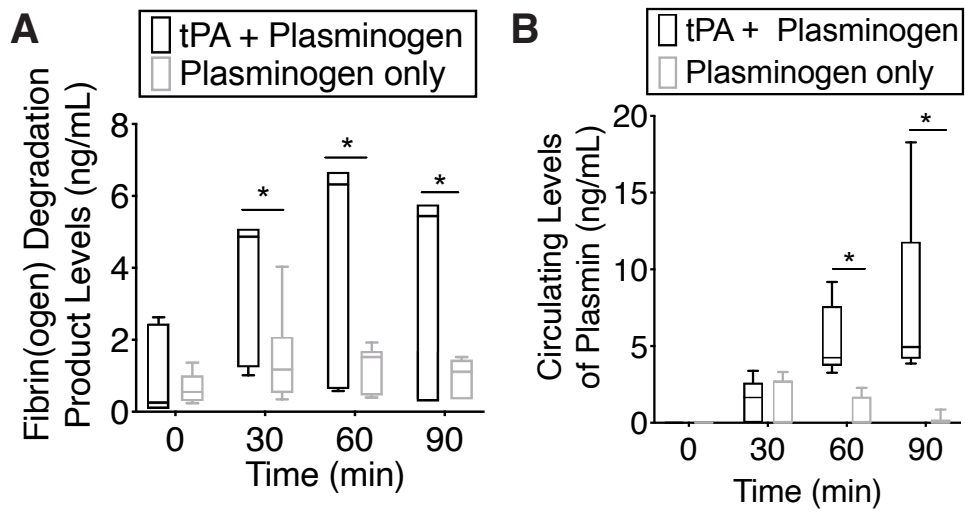 A
tPA + Plasminogen
Plasminogen only
Fibrin(ogen) Degradation
Product Levels (ng/mL)
8
6
4
2
0
*
*
*
0 30 60 90
Time (min)
B
tPA + Plasminogen
Plasminogen only
Circulating Levels
of Plasmin (ng/mL)
20
15
10
5
0
*
*
0 30 60 90
Time (min)